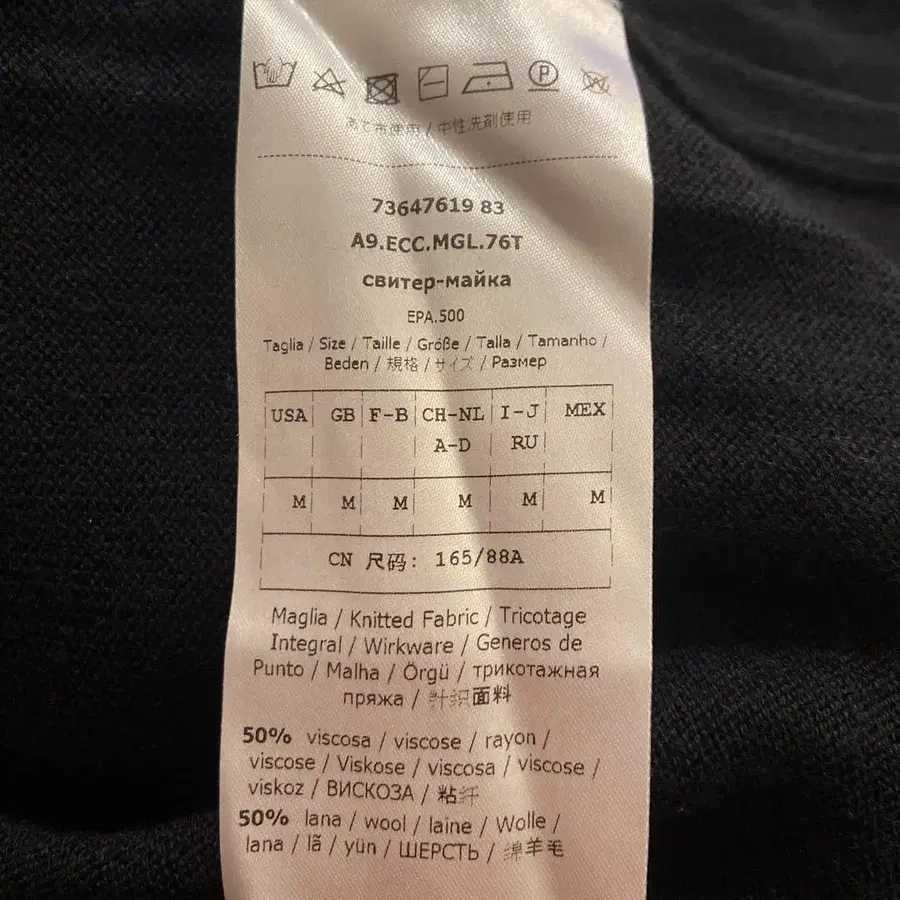 P
あて布使用 / 中性洗剤使用
73647619 83
A9.ECC.MGL.76T
свитер-майка
EPA.500
Taglia / Size / Taille / Größe / Talla / Tamanho /
Beden / 規格 / サイズ / Размер
USA GB F-B CH-NL I-J MEX
A-D RU
M M M M M M
CN 尺码: 165/88A
Maglia / Knitted Fabric / Tricotage
Integral / Wirkware / Generos de
Punto / Malha / Örgü / трикотажная
пряжа / 针织面料
50% viscosa / viscose / rayon /
viscose / Viskose / viscosa / viscose /
viskoz / ВИСКОЗА / 粘纤
50% lana / wool / laine / Wolle /
lana / lã / yün / ШЕРСТЬ / 绵羊毛